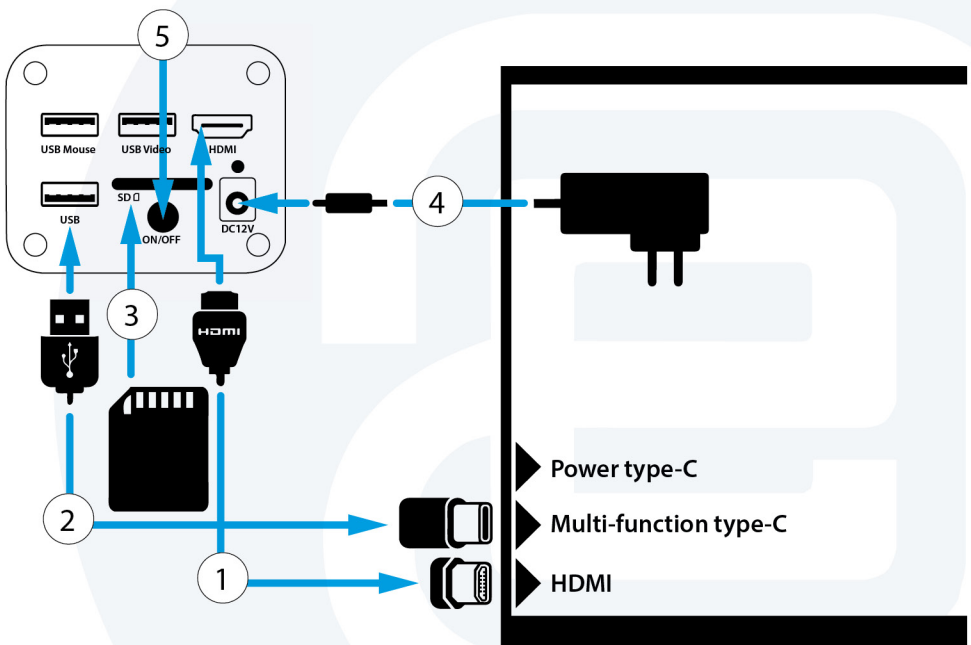 5
USB Mouse
USB Video
HDMI
SD
USB
ON/OFF
DC12V
4
3
HDMI
Power type-C
2
Multi-function type-C
1
HDMI